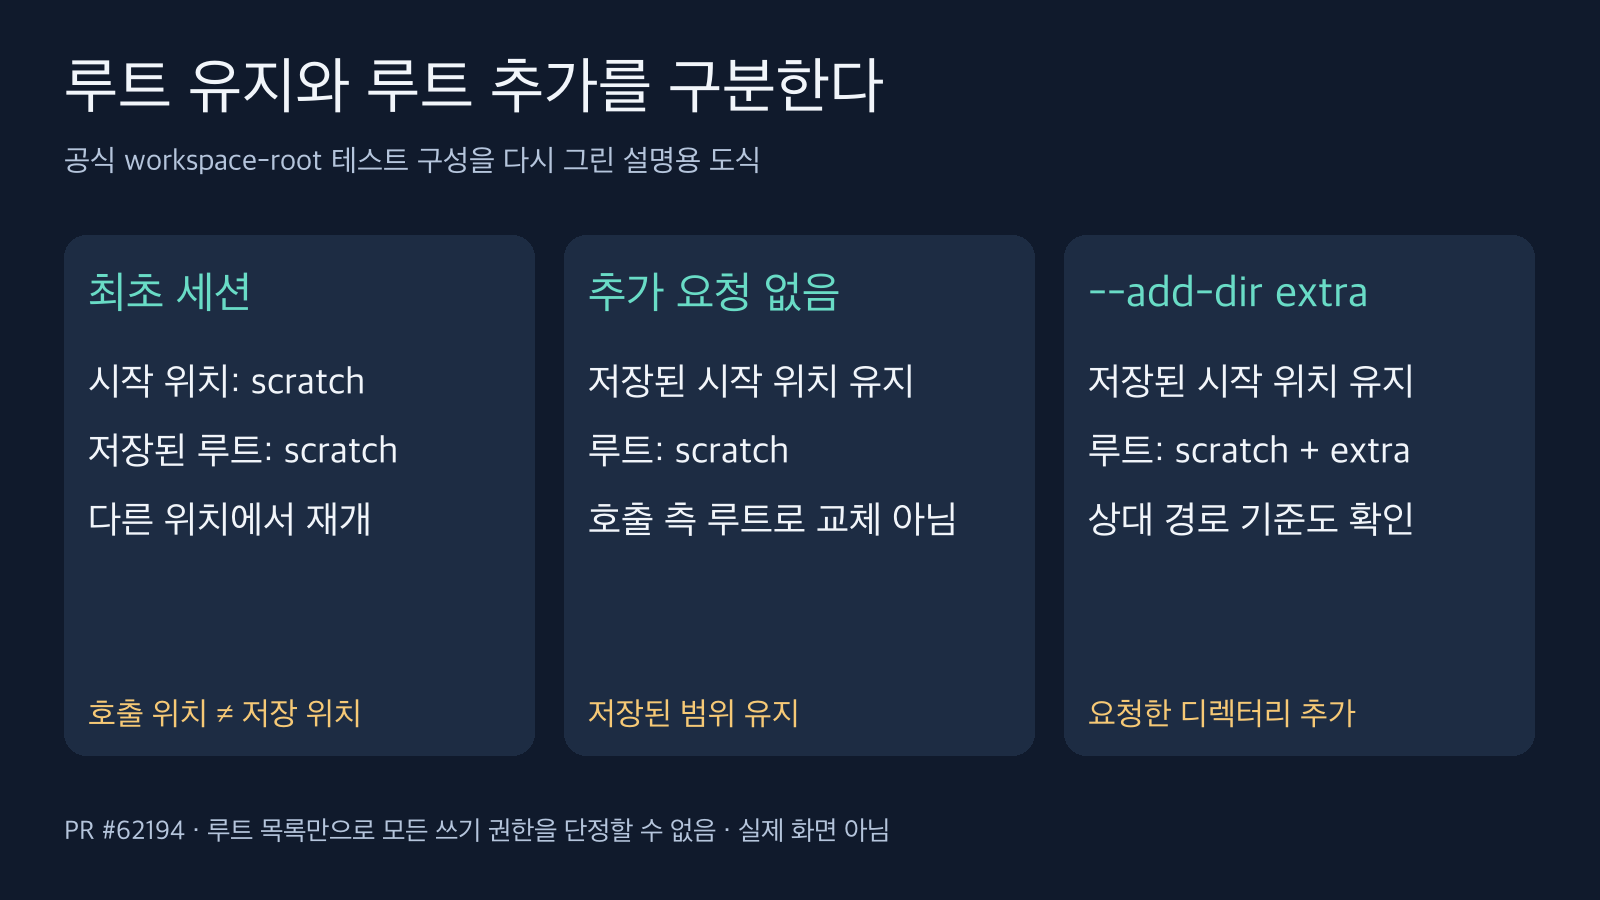 루트 유지와 루트 추가를 구분한다
공식 workspace-root 테스트 구성을 다시 그린 설명용 도식
최초 세션
시작 위치: scratch
저장된 루트: scratch
다른 위치에서 재개
호출 위치 ≠ 저장 위치
추가 요청 없음
저장된 시작 위치 유지
루트: scratch
호출 측 루트로 교체 아님
저장된 범위 유지
--add-dir extra
저장된 시작 위치 유지
루트: scratch + extra
상대 경로 기준도 확인
요청한 디렉터리 추가
PR #62194 · 루트 목록만으로 모든 쓰기 권한을 단정할 수 없음 · 실제 화면 아님